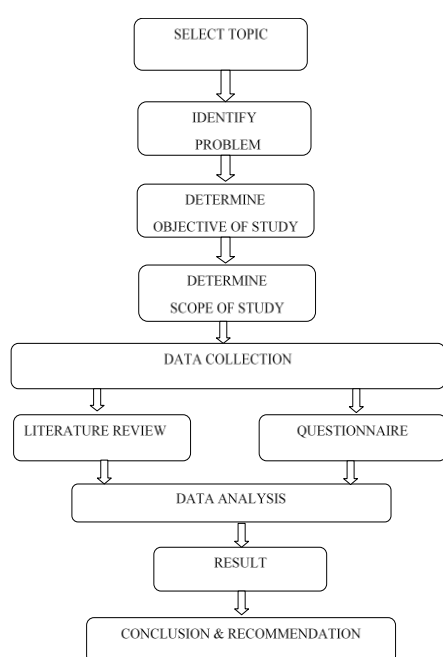 SELECT TOPIC
IDENTIFY
PROBLEM
DETERMINE
OBJECTIVE OF STUDY
DETERMINE
SCOPE OF STUDY
DATA COLLECTION
LITERATURE REVIEW
QUESTIONNAIRE
DATA ANALYSIS
RESULT
CONCLUSION & RECOMMENDATION